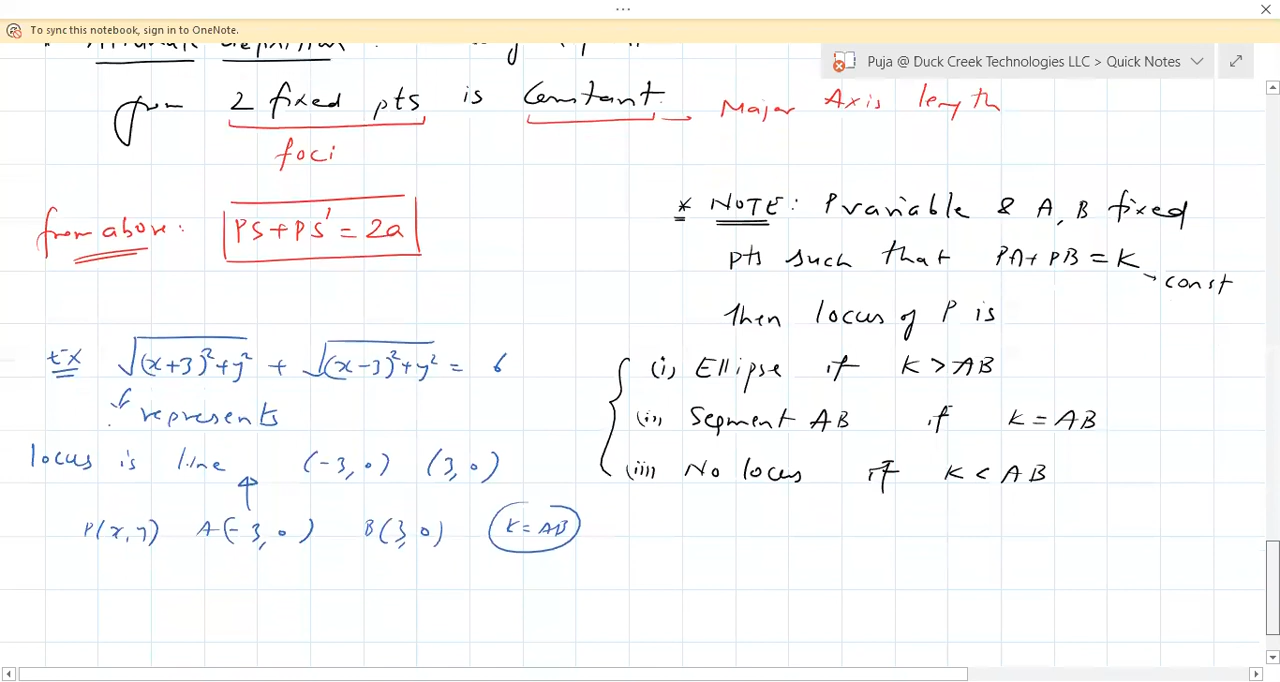 To sync this notebook, sign in to OneNote.
Puja @ Duck Creek Technologies LLC > Quick Notes
from 2 fixed pts is constant. → Major Axis length
foci
from above: PS+PS' = 2a
* NOTE: P variable & A, B fixed
pts such that PA+PB = K → const
then locus of P is
(i) Ellipse if K > AB
(ii) Segment AB if K = AB
(iii) No locus if K < AB
Ex √(x+3)²+y² + √(x-3)²+y² = 6
represents
locus is line (-3, 0) (3, 0)
P(x, y) A(-3, 0) B(3, 0) K = AB